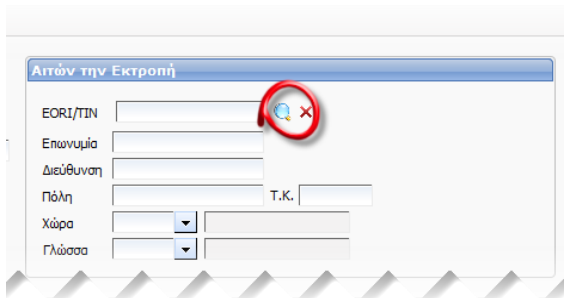 Αιτών την Εκτροπή
EORI/TIN
Επωνυμία
Διεύθυνση
Πόλη Τ.Κ.
Χώρα
Γλώσσα